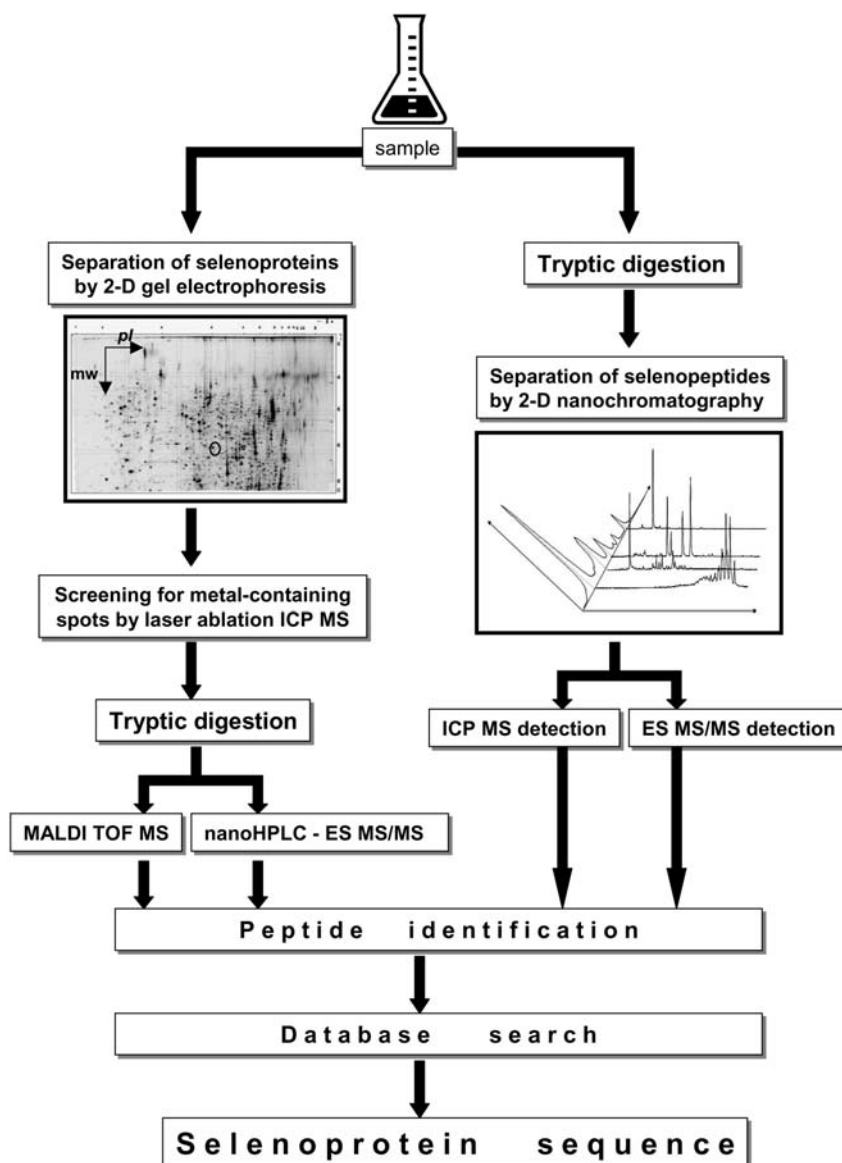 sample
Separation of selenoproteins
by 2-D gel electrophoresis
pI
mw
Screening for metal-containing
spots by laser ablation ICP MS
Tryptic digestion
MALDI TOF MS
nanoHPLC - ES MS/MS
Tryptic digestion
Separation of selenopeptides
by 2-D nanochromatography
ICP MS detection
ES MS/MS detection
Peptide identification
Database search
Selenoprotein sequence